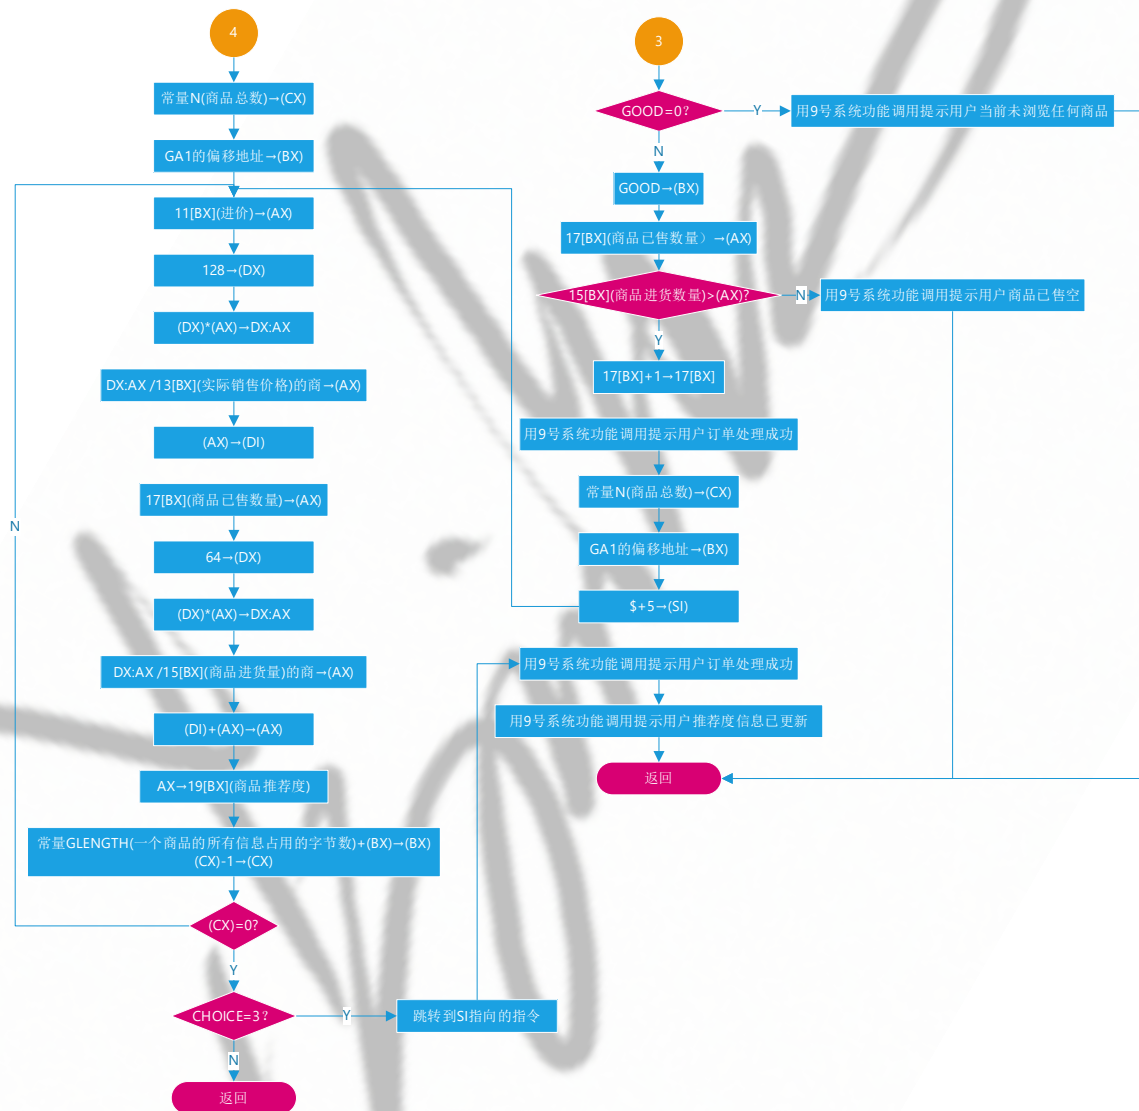 4
常量N(商品总数)→(CX)
GA1的偏移地址→(BX)
11[BX](进价)→(AX)
128→(DX)
(DX)*(AX)→DX:AX
DX:AX /13[BX](实际销售价格)的商→(AX)
(AX)→(DI)
17[BX](商品已售数量)→(AX)
N
64→(DX)
(DX)*(AX)→DX:AX
DX:AX /15[BX](商品进货量)的商→(AX)
(DI)+(AX)→(AX)
AX→19[BX](商品推荐度)
常量GLENGTH(一个商品的所有信息占用的字节数)+(BX)→(BX)
(CX)-1→(CX)
(CX)=0?
Y
CHOICE=3？
Y
跳转到SI指向的指令
N
返回
3
GOOD=0？
Y
用9号系统功能调用提示用户当前未浏览任何商品
N
GOOD→(BX)
17[BX](商品已售数量）→(AX)
15[BX](商品进货数量)>(AX)?
N
用9号系统功能调用提示用户商品已售空
Y
17[BX]+1→17[BX]
用9号系统功能调用提示用户订单处理成功
常量N(商品总数)→(CX)
GA1的偏移地址→(BX)
$+5→(SI)
用9号系统功能调用提示用户订单处理成功
用9号系统功能调用提示用户推荐度信息已更新
返回